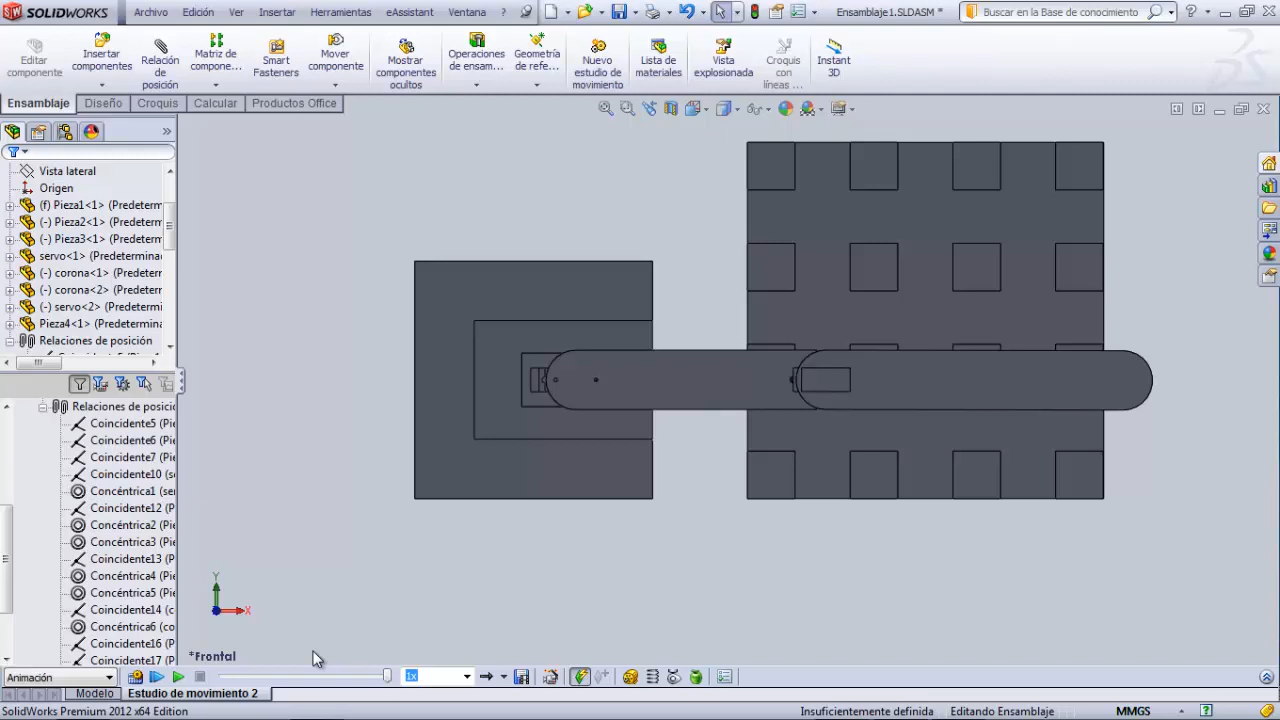 SOLIDWORKS Archivo Edición Ver Insertar Herramientas eAssistant Ventana ? Ensamblaje1.SLDASM * Buscar en la Base de conocimiento
Editar componente
Insertar componentes
Relación de posición
Matriz de compone...
Smart Fasteners
Mover componente
Mostrar componentes ocultos
Operaciones de ensam...
Geometría de refe...
Nuevo estudio de movimiento
Lista de materiales
Vista explosionada
Croquis con líneas ...
Instant 3D
Ensamblaje Diseño Croquis Calcular Productos Office
Vista lateral
Origen
(f) Pieza1<1> (Predeterm
(-) Pieza2<1> (Predeterm
(-) Pieza3<1> (Predeterm
servo<1> (Predetermina
(-) corona<1> (Predeterm
(-) corona<2> (Predeterm
(-) servo<2> (Predeterm
Pieza4<1> (Predetermina
Relaciones de posición
Relaciones de posició
Coincidente5 (Pie
Coincidente6 (Pie
Coincidente7 (Pie
Coincidente10 (s
Concéntrica1 (se
Coincidente12 (P
Concéntrica2 (Pie
Concéntrica3 (Pie
Coincidente13 (P
Concéntrica4 (Pie
Concéntrica5 (Pie
Coincidente14 (c
Concéntrica6 (co
Coincidente16 (P
Coincidente17 (P
Y
X
*Frontal
Animación 1x
Modelo Estudio de movimiento 2
SolidWorks Premium 2012 x64 Edition Insuficientemente definida Editando Ensamblaje MMGS